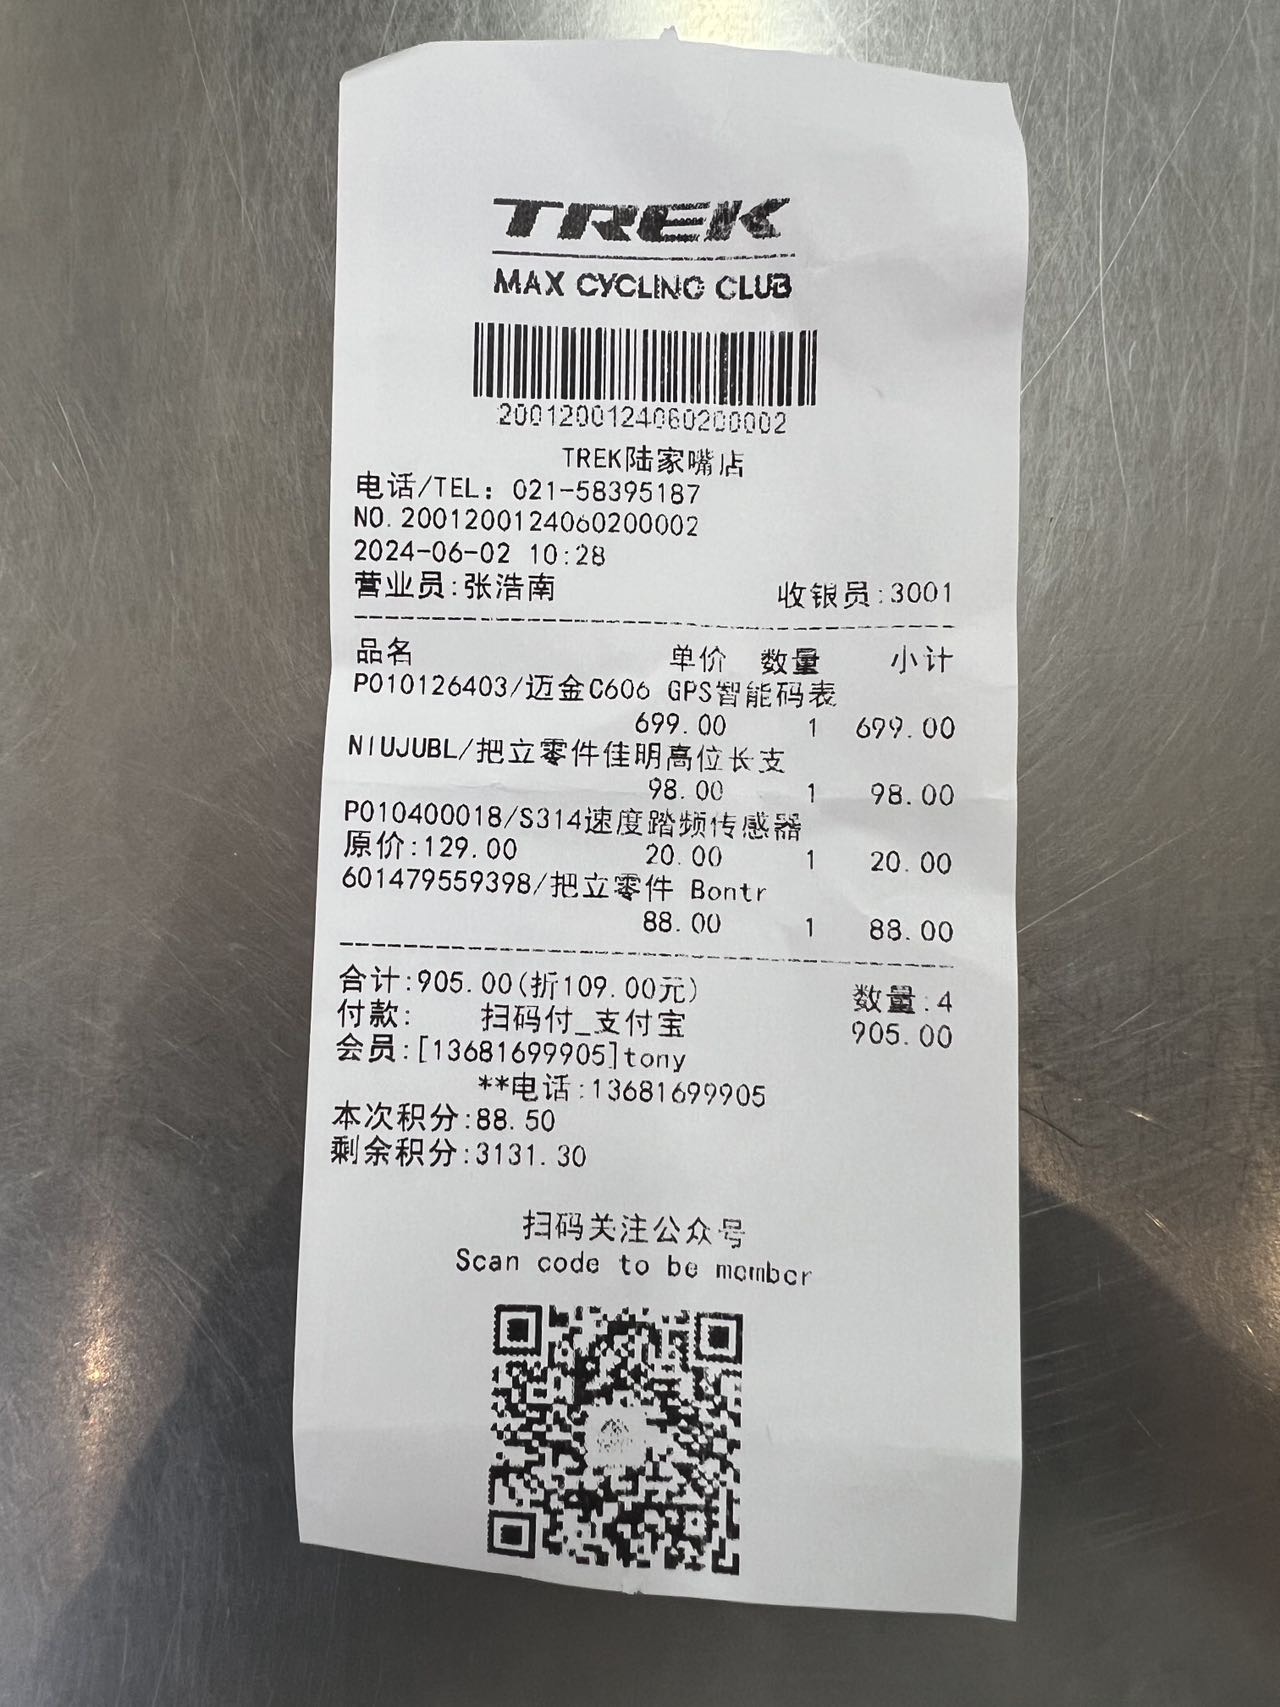 TREK
MAX CYCLING CLUB
2001200124060200002
TREK陆家嘴店
电话/TEL: 021-58395187
NO.2001200124060200002
2024-06-02 10:28
营业员:张浩南 收银员:3001
品名 单价 数量 小计
P010126403/迈金C606 GPS智能码表
699.00 1 699.00
NIUJUBL/把立零件佳明高位长支
98.00 1 98.00
P010400018/S314速度踏频传感器
原价:129.00 20.00 1 20.00
601479559398/把立零件 Bontr
88.00 1 88.00
合计:905.00(折109.00元) 数量:4
付款: 扫码付_支付宝 905.00
会员:[13681699905]tony
**电话:13681699905
本次积分:88.50
剩余积分:3131.30
扫码关注公众号
Scan code to be member